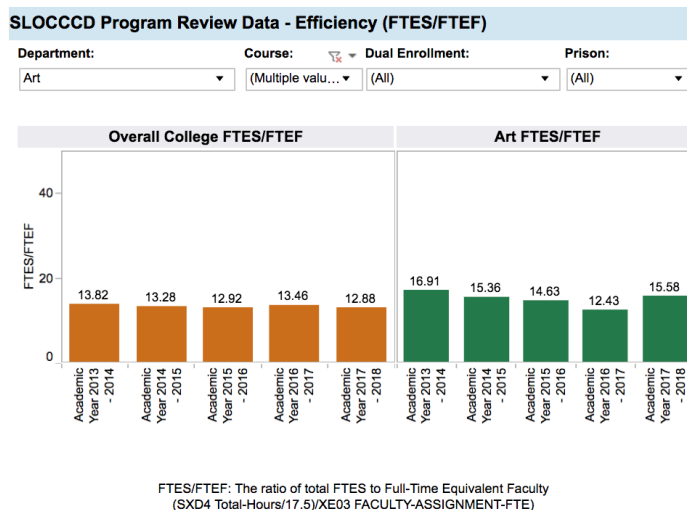 SLOCCCD Program Review Data - Efficiency (FTES/FTEF)
Department: Course: Dual Enrollment: Prison:
Art (Multiple valu... (All) (All)
Overall College FTES/FTEF Art FTES/FTEF
FTES/FTEF
40
20
0
13.82 13.28 12.92 13.46 12.88
16.91 15.36 14.63 12.43 15.58
Academic
Year 2013
- 2014
Academic
Year 2014
- 2015
Academic
Year 2015
- 2016
Academic
Year 2016
- 2017
Academic
Year 2017
- 2018
Academic
Year 2013
- 2014
Academic
Year 2014
- 2015
Academic
Year 2015
- 2016
Academic
Year 2016
- 2017
Academic
Year 2017
- 2018
FTES/FTEF: The ratio of total FTES to Full-Time Equivalent Faculty
(SXD4 Total-Hours/17.5)/XE03 FACULTY-ASSIGNMENT-FTE)